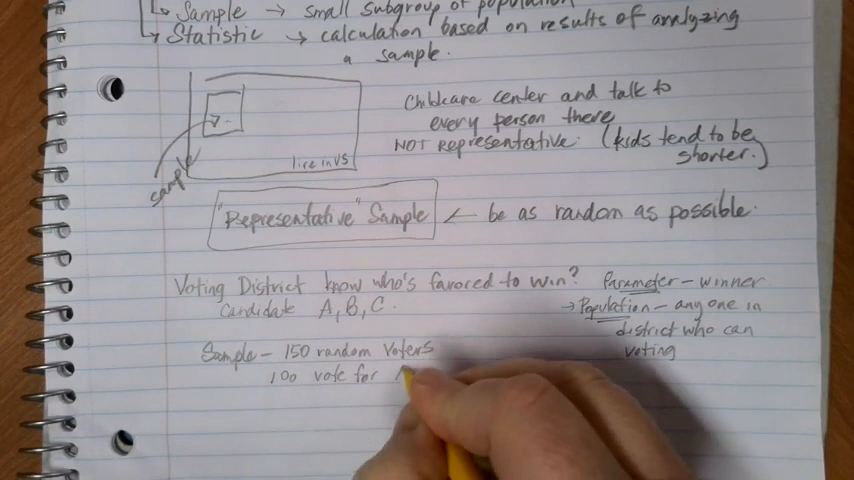 Sample → small subgroup of population
Statistic → calculation based on results of analyzing
a sample.
Childcare center and talk to
every person there
NOT Representative. (kids tend to be
shorter.)
live in US
sample
"Representative" Sample ← be as random as possible.
Voting District know who's favored to win? Parameter - winner
Candidate A, B, C. → Population - any one in
district who can
voting
Sample - 150 random voters
100 vote for